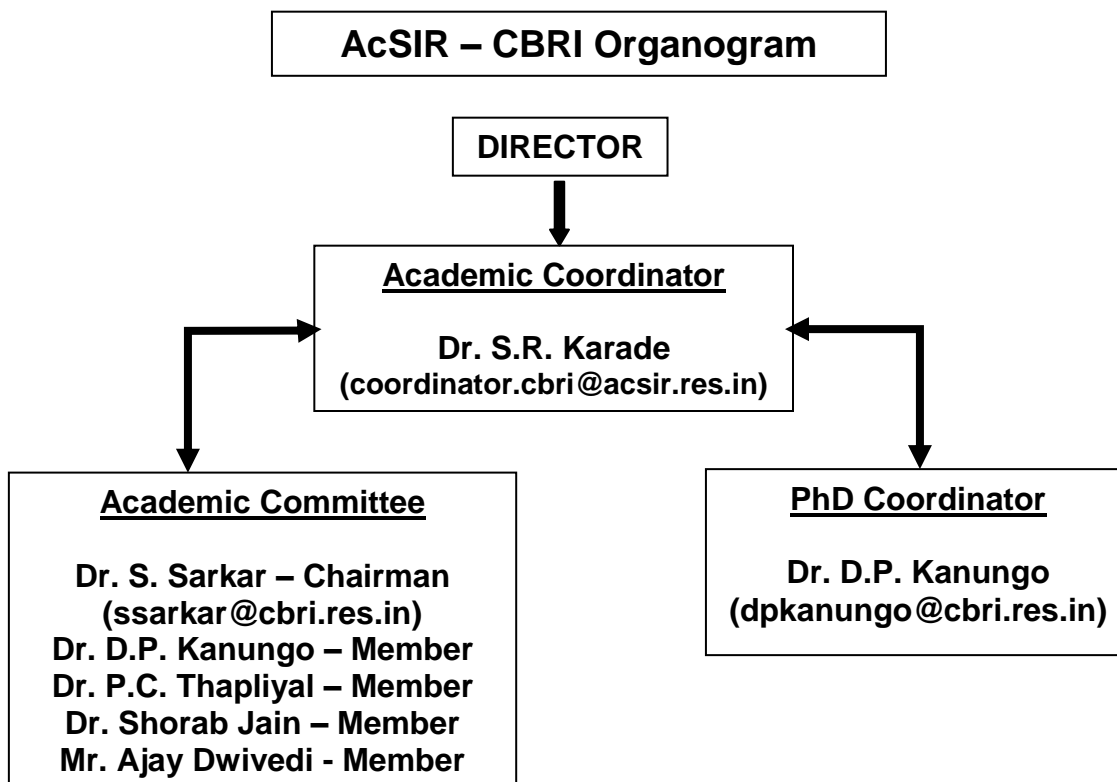 AcSIR – CBRI Organogram
DIRECTOR
Academic Coordinator
Dr. S.R. Karade
(coordinator.cbri@acsir.res.in)
Academic Committee
Dr. S. Sarkar – Chairman
(ssarkar@cbri.res.in)
Dr. D.P. Kanungo – Member
Dr. P.C. Thapliyal – Member
Dr. Shorab Jain – Member
Mr. Ajay Dwivedi - Member
PhD Coordinator
Dr. D.P. Kanungo
(dpkanungo@cbri.res.in)